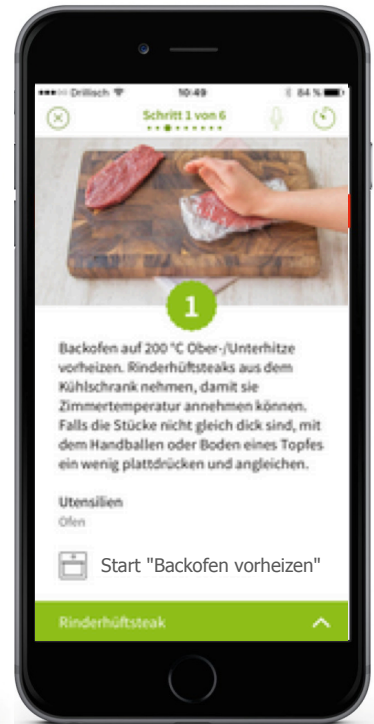 Drillisch 10:49 84 %
Schritt 1 von 6
1
Backofen auf 200 °C Ober-/Unterhitze
vorheizen. Rinderhüftsteaks aus dem
Kühlschrank nehmen, damit sie
Zimmertemperatur annehmen können.
Falls die Stücke nicht gleich dick sind, mit
dem Handballen oder Boden eines Topfes
ein wenig plattdrücken und angleichen.
Utensilien
Ofen
Start "Backofen vorheizen"
Rinderhüftsteak